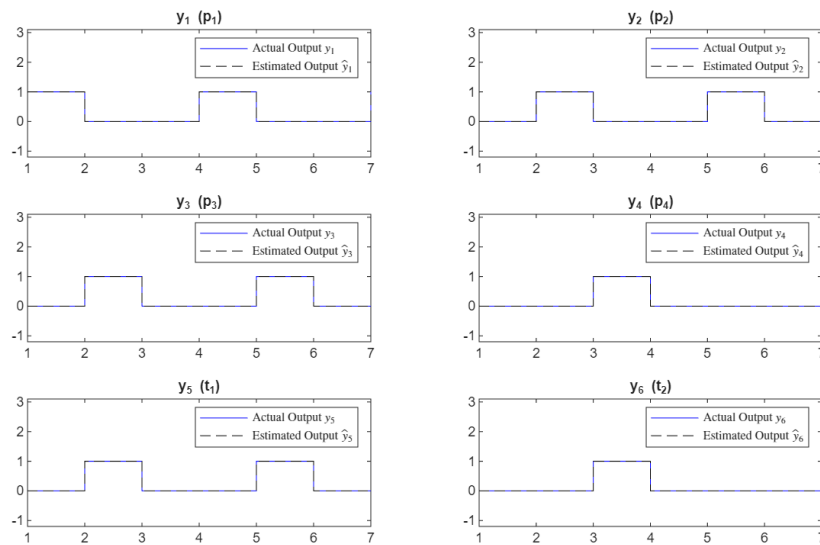 y₁ (p₁)
3
2
1
0
-1
Actual Output y₁
Estimated Output ŷ₁
1 2 3 4 5 6 7
y₂ (p₂)
3
2
1
0
-1
Actual Output y₂
Estimated Output ŷ₂
1 2 3 4 5 6 7
y₃ (p₃)
3
2
1
0
-1
Actual Output y₃
Estimated Output ŷ₃
1 2 3 4 5 6 7
y₄ (p₄)
3
2
1
0
-1
Actual Output y₄
Estimated Output ŷ₄
1 2 3 4 5 6 7
y₅ (t₁)
3
2
1
0
-1
Actual Output y₅
Estimated Output ŷ₅
1 2 3 4 5 6 7
y₆ (t₂)
3
2
1
0
-1
Actual Output y₆
Estimated Output ŷ₆
1 2 3 4 5 6 7